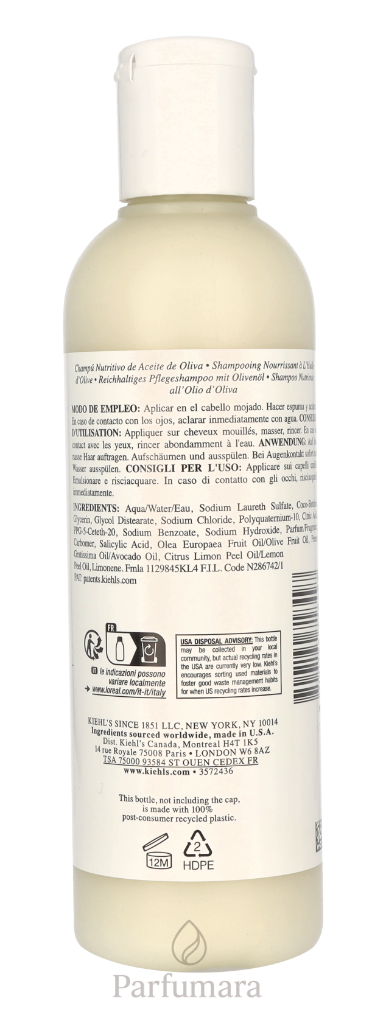 Champú Nutritivo de Aceite de Oliva • Shampooing Nourrissant à L'Huile
d'Olive • Reichhaltiges Pflegeshampoo mit Olivenöl • Shampoo
all'Olio d'Oliva
MODO DE EMPLEO: Aplicar en el cabello mojado. Hacer espuma y
En caso de contacto con los ojos, aclarar inmediatamente con agua.
D'UTILISATION: Appliquer sur cheveux mouillés, masser, rincer. En cas
contact avec les yeux, rincer abondamment à l'eau. ANWENDUNG:
nasse Haar auftragen. Aufschäumen und ausspülen. Bei Augenkontakt
Wasser ausspülen. CONSIGLI PER L'USO: Applicare sui capelli
Emulsionare e risciacquare. In caso di contatto con gli occhi,
immediatamente.
INGREDIENTS: Aqua/Water/Eau, Sodium Laureth Sulfate,
Glycerin, Glycol Distearate, Sodium Chloride, Polyquaternium-10,
PPG-5-Ceteth-20, Sodium Benzoate, Sodium Hydroxide,
Carbomer, Salicylic Acid, Olea Europaea Fruit Oil/Olive Fruit Oil,
Gratissima Oil/Avocado Oil, Citrus Limon Peel Oil/Lemon
Peel Oil, Limonene. Fmla 1129845KL4 F.I.L. Code N286742/1
PAT patents.kiehls.com
FR
FI le indicazioni possono
variare localmente
➔ www.loreal.com/it-it/italy
USA DISPOSAL ADVISORY: This bottle
may be collected in your local
community, but actual recycling rates in
the USA are currently very low. Kiehl's
encourages sorting used materials to
foster good waste management habits
for when US recycling rates increase.
KIEHL'S SINCE 1851 LLC, NEW YORK, NY 10014
Ingredients sourced worldwide, made in U.S.A.
Dist. Kiehl's Canada, Montreal H4T 1K5
14 rue Royale 75008 Paris • LONDON W6 8AZ
TSA 75000 93584 ST OUEN CEDEX FR
www.kiehls.com • 3572436
This bottle, not including the cap,
is made with 100%
post-consumer recycled plastic.
12M
2
HDPE
Parfumara